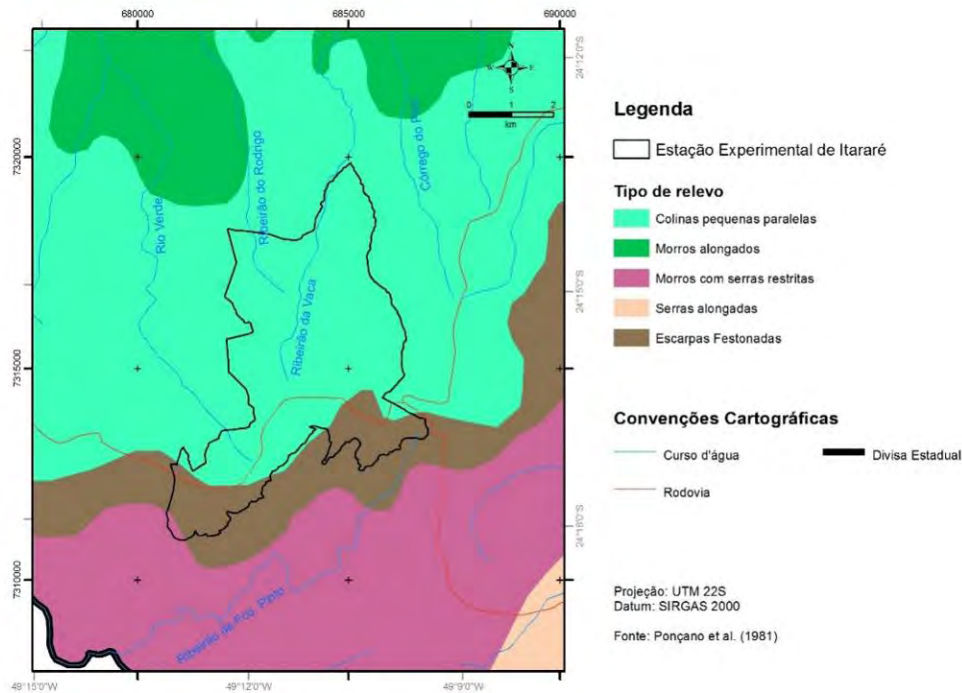 680000
685000
690000
24°12'0"S
N
W
E
S
0
1
2
km
7320000
Rio Verde
Ribeirão do Rodrigo
Córrego do
24°15'0"S
Ribeirão da Vaca
7315000
24°18'0"S
7310000
Ribeirão de Fco. Pinto
49°15'0"W
49°12'0"W
49°9'0"W
Legenda
Estação Experimental de Itararé
Tipo de relevo
Colinas pequenas paralelas
Morros alongados
Morros com serras restritas
Serras alongadas
Escarpas Festonadas
Convenções Cartográficas
Curso d'água
Divisa Estadual
Rodovia
Projeção: UTM 22S
Datum: SIRGAS 2000
Fonte: Ponçano et al. (1981)